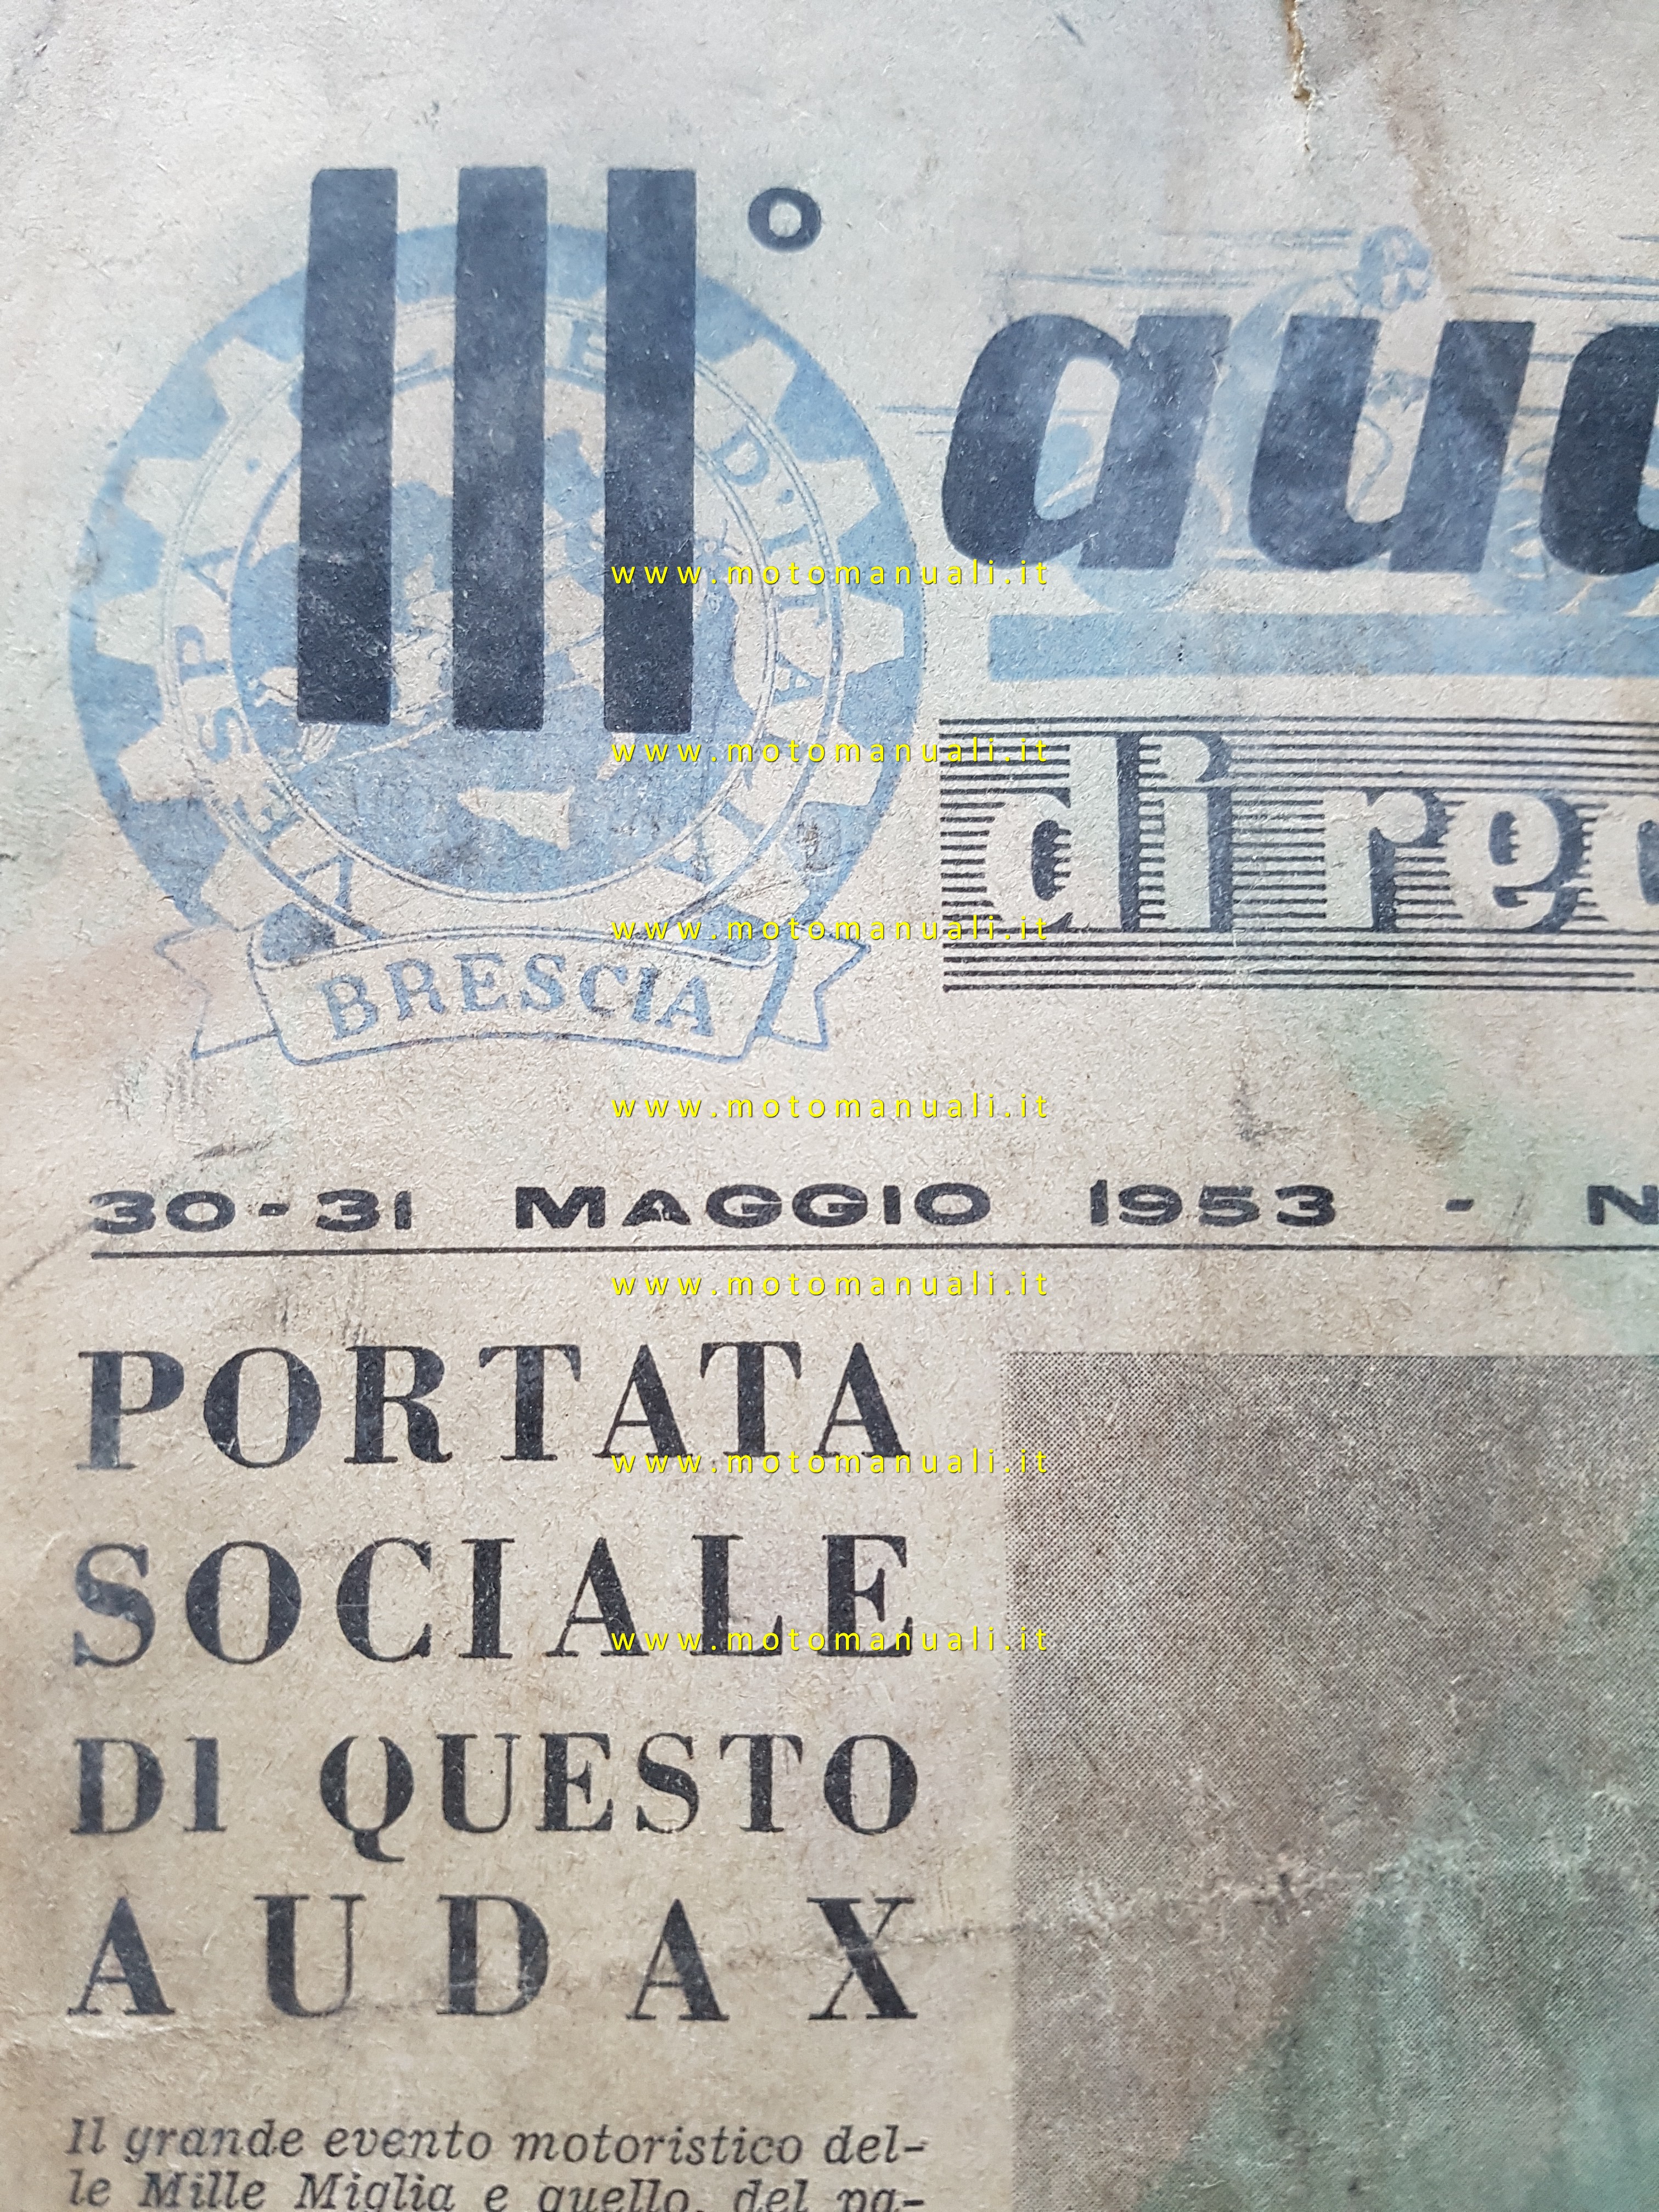 III°
VESPA
D'ITALIA
BRESCIA
30-31 MAGGIO 1953 -
PORTATA
SOCIALE
DI QUESTO
AUDAX
Il grande evento motoristico del-
le Mille Miglia e quello, del pa-
www.motomanuali.it
www.motomanuali.it
www.motomanuali.it
www.motomanuali.it
www.motomanuali.it
www.motomanuali.it
www.motomanuali.it